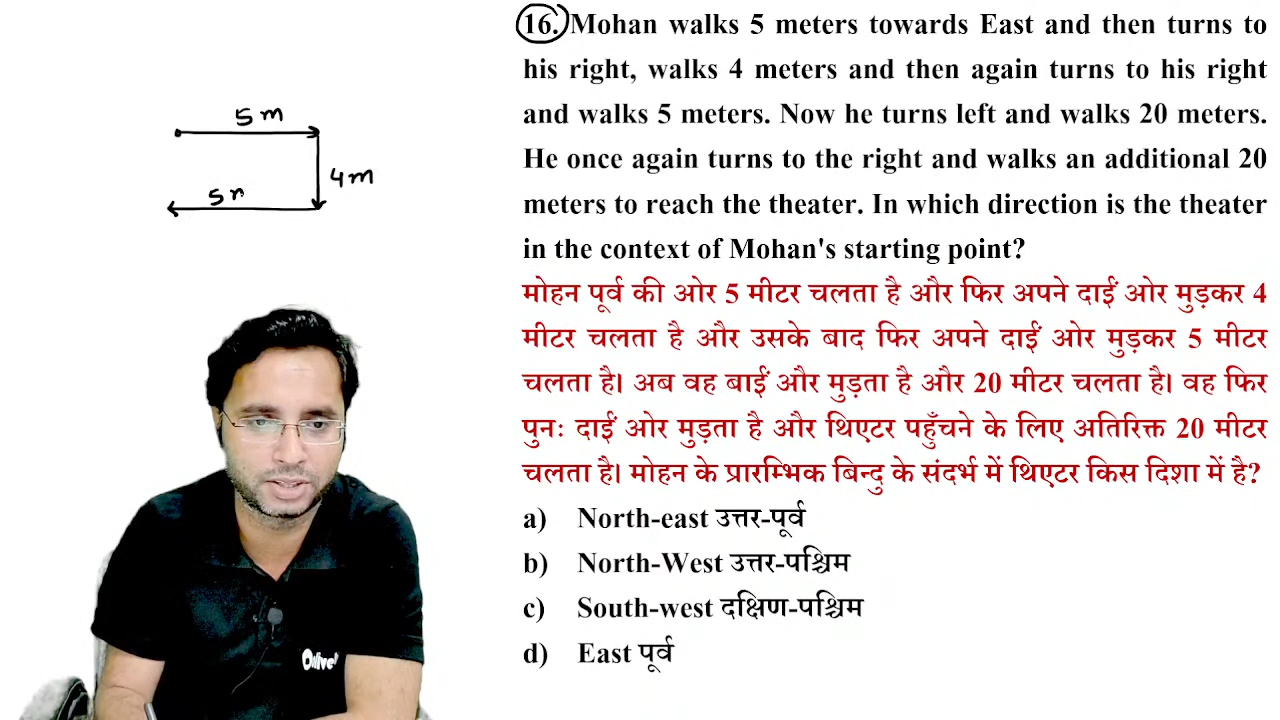 5 m
4 m
5 m
16. Mohan walks 5 meters towards East and then turns to
his right, walks 4 meters and then again turns to his right
and walks 5 meters. Now he turns left and walks 20 meters.
He once again turns to the right and walks an additional 20
meters to reach the theater. In which direction is the theater
in the context of Mohan's starting point?
मोहन पूर्व की ओर 5 मीटर चलता है और फिर अपने दाईं ओर मुड़कर 4
मीटर चलता है और उसके बाद फिर अपने दाईं ओर मुड़कर 5 मीटर
चलता है। अब वह बाईं और मुड़ता है और 20 मीटर चलता है। वह फिर
पुनः दाईं ओर मुड़ता है और थिएटर पहुँचने के लिए अतिरिक्त 20 मीटर
चलता है। मोहन के प्रारम्भिक बिन्दु के संदर्भ में थिएटर किस दिशा में है?
a) North-east उत्तर-पूर्व
b) North-West उत्तर-पश्चिम
c) South-west दक्षिण-पश्चिम
d) East पूर्व